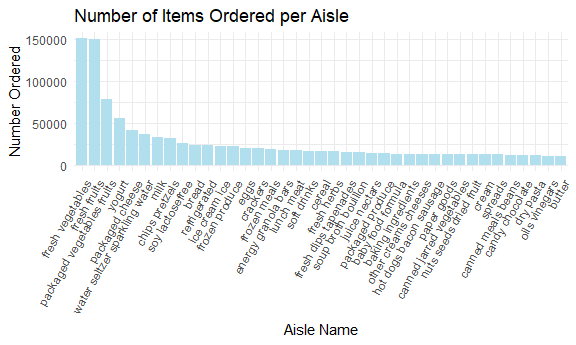 Number of Items Ordered per Aisle
Number Ordered
150000
100000
50000
0
fresh vegetables
fresh fruits
packaged vegetables fruits
yogurt
packaged cheese
water seltzer sparkling water
milk
chips pretzels
soy lactosefree
bread
refrigerated
ice cream ice
frozen produce
eggs
crackers
frozen meals
energy granola bars
lunch meat
soft drinks
cereal
fresh herbs
fresh dips tapenades
soup broth bouillon
juice nectars
packaged produce
baby food formula
baking ingredients
other creams cheeses
hot dogs bacon sausage
paper goods
canned jarred vegetables
nuts seeds dried fruit
cream
spreads
canned meals beans
candy chocolate
dry pasta
oils vinegars
butter
Aisle Name